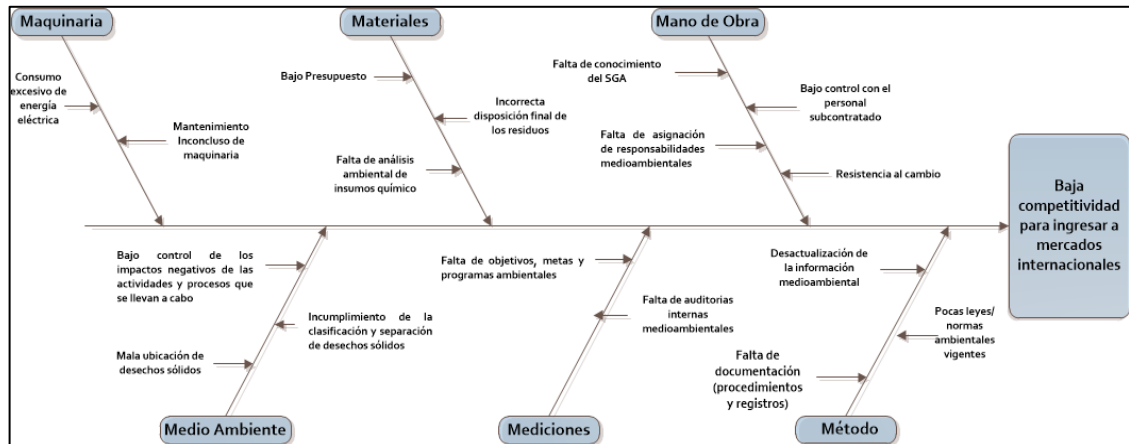 Maquinaria
Materiales
Mano de Obra
Consumo
excesivo de
energía
eléctrica
Mantenimiento
Inconcluso de
maquinaria
Bajo Presupuesto
Incorrecta
disposición final de
los residuos
Falta de análisis
ambiental de
insumos químico
Falta de conocimiento
del SGA
Bajo control con el
personal
subcontratado
Falta de asignación
de responsabilidades
medioambientales
Resistencia al cambio
Baja
competitividad
para ingresar a
mercados
internacionales
Bajo control de los
impactos negativos de las
actividades y procesos que
se llevan a cabo
Incumplimiento de la
clasificación y separación
de desechos sólidos
Mala ubicación de
desechos sólidos
Falta de objetivos, metas y
programas ambientales
Falta de auditorias
internas
medioambientales
Desactualización de
la información
medioambiental
Pocas leyes/
normas
ambientales
vigentes
Falta de
documentación
(procedimientos
y registros)
Medio Ambiente
Mediciones
Método